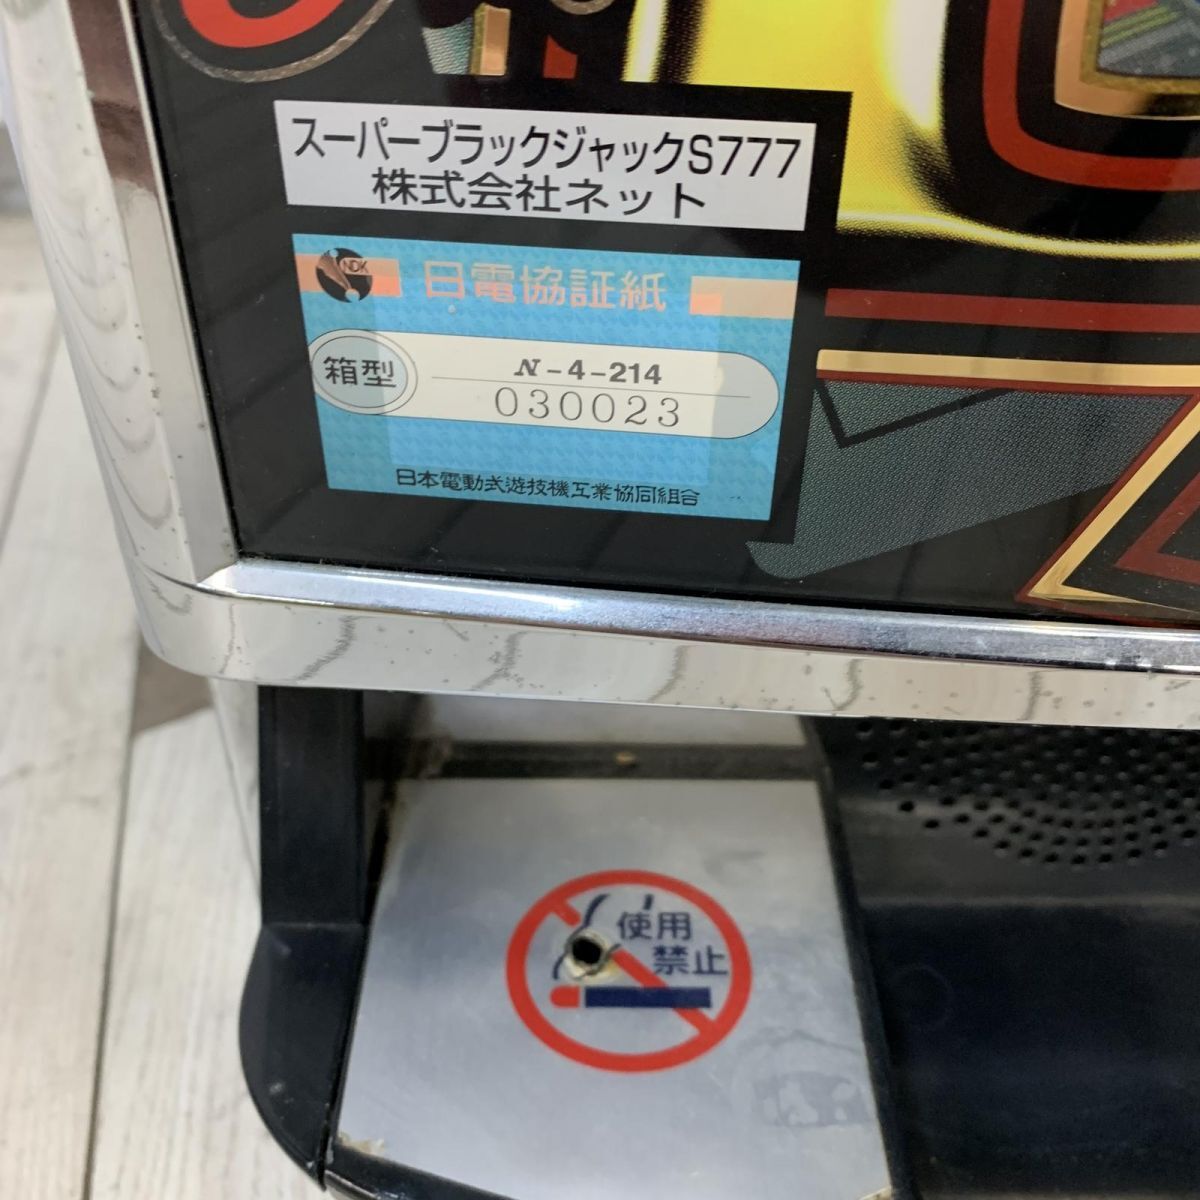 スーパーブラックジャックS777
株式会社ネット
NDK
日電協証紙
箱型
N-4-214
030023
日本電動式遊技機工業協同組合
使用
禁止